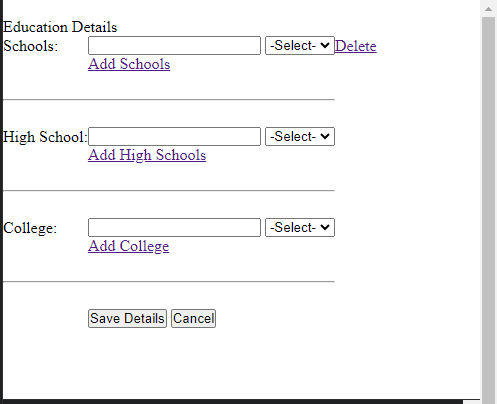 Education Details
Schools: -Select- Delete
Add Schools
High School: -Select-
Add High Schools
College: -Select-
Add College
Save Details Cancel